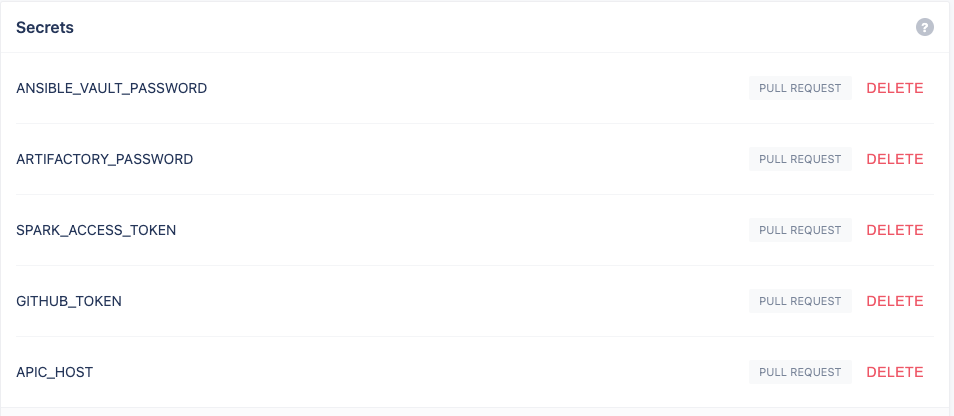 Secrets
?
ANSIBLE_VAULT_PASSWORD PULL REQUEST DELETE
ARTIFACTORY_PASSWORD PULL REQUEST DELETE
SPARK_ACCESS_TOKEN PULL REQUEST DELETE
GITHUB_TOKEN PULL REQUEST DELETE
APIC_HOST PULL REQUEST DELETE